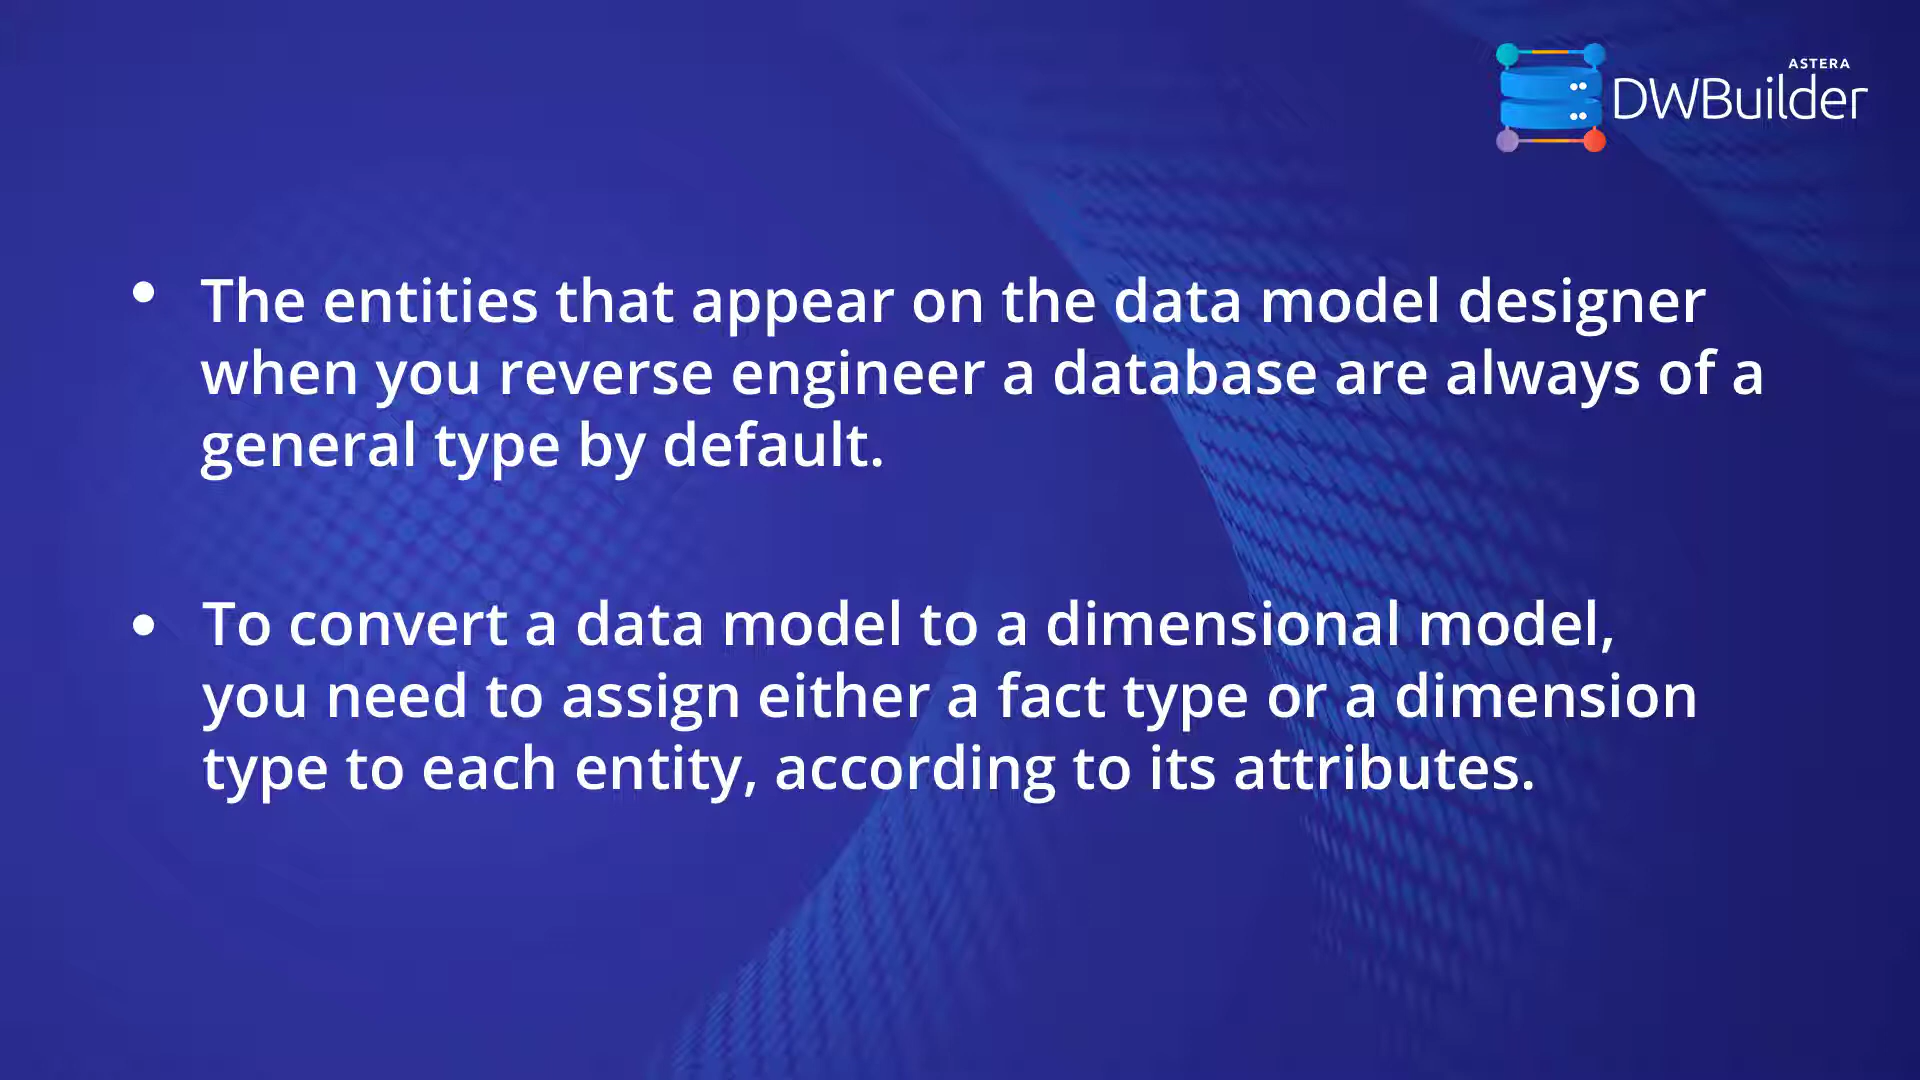 ASTERA
DWBuilder
• The entities that appear on the data model designer
when you reverse engineer a database are always of a
general type by default.
• To convert a data model to a dimensional model,
you need to assign either a fact type or a dimension
type to each entity, according to its attributes.